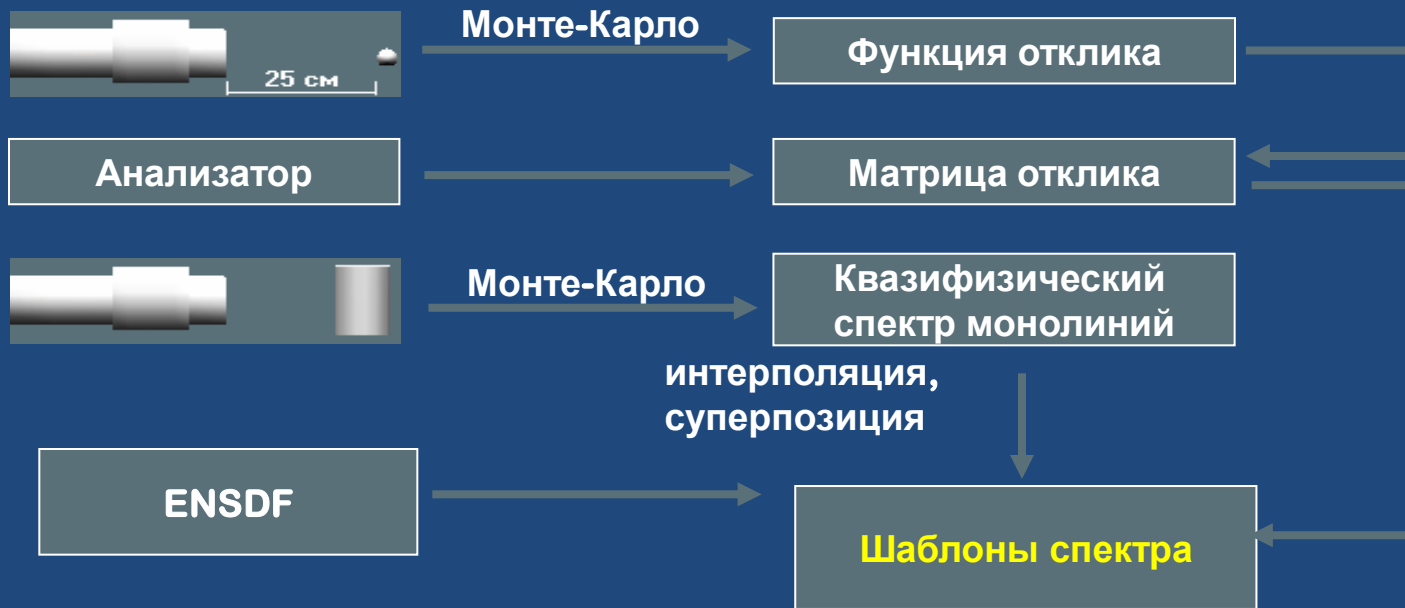 Монте-Карло
Функция отклика
25 см
Анализатор
Матрица отклика
Монте-Карло
Квазифизический
спектр монолиний
интерполяция,
суперпозиция
ENSDF
Шаблоны спектра